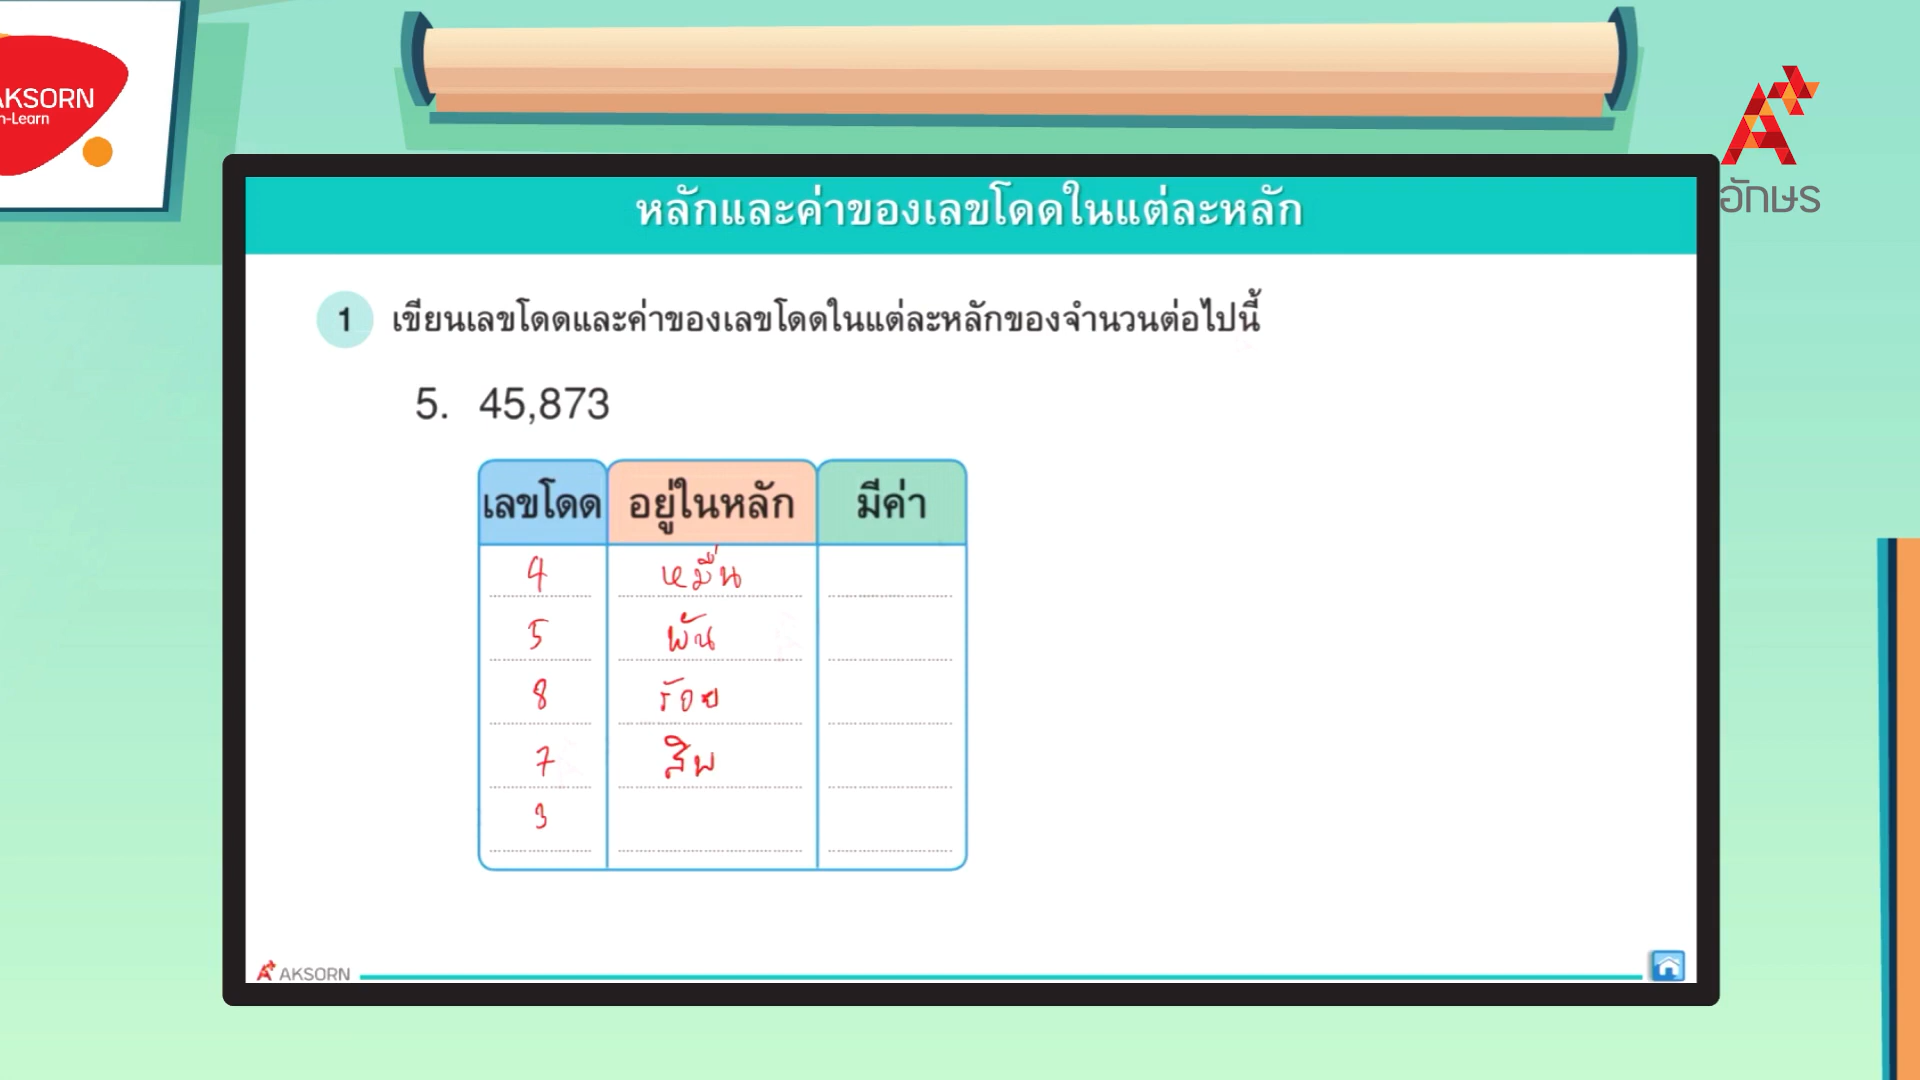 AKSORN
n-Learn
อักษร
หลักและค่าของเลขโดดในแต่ละหลัก
1 เขียนเลขโดดและค่าของเลขโดดในแต่ละหลักของจำนวนต่อไปนี้
5. 45,873
เลขโดด อยู่ในหลัก มีค่า
4 หมื่น
5 พัน
8 ร้อย
7 สิบ
3
AKSORN